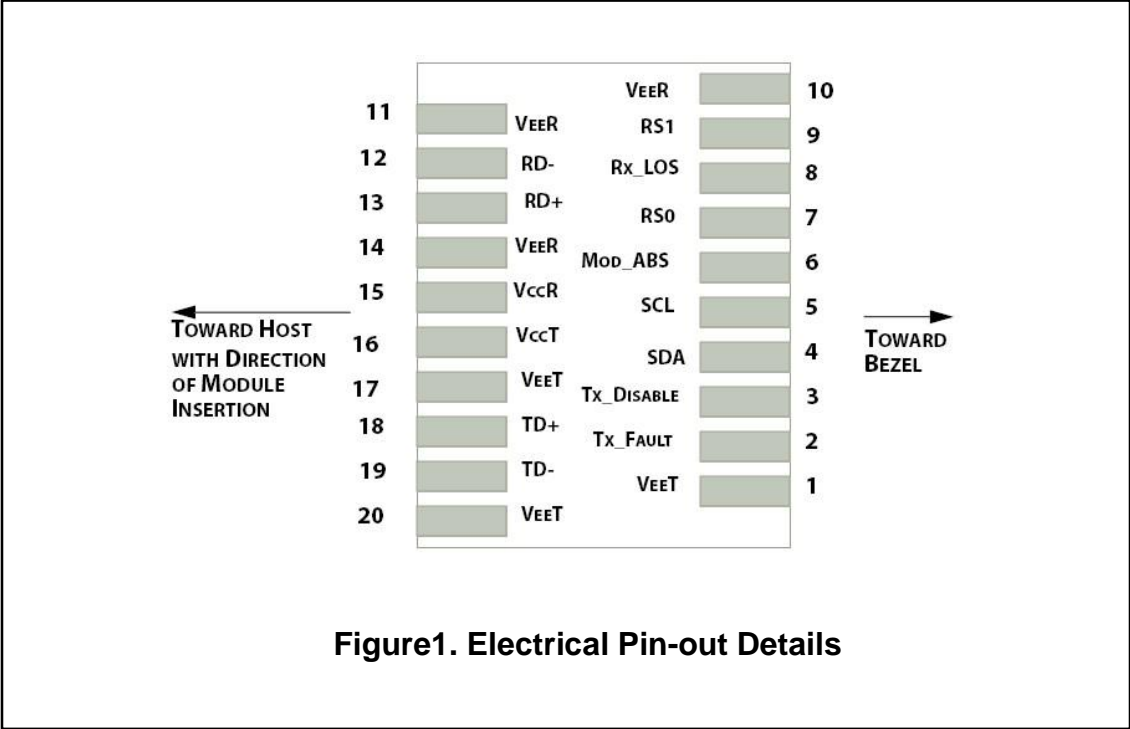 VEER 10
11 VEER
RS1 9
12 RD-
Rx_LOS 8
13 RD+
RS0 7
14 VEER
MOD_ABS 6
15 VCCR
SCL 5
TOWARD HOST
WITH DIRECTION
OF MODULE
INSERTION
16 VCCT
TOWARD
BEZEL
SDA 4
17 VEET
TX_DISABLE 3
18 TD+
TX_FAULT 2
19 TD-
VEET 1
20 VEET
Figure1. Electrical Pin-out Details